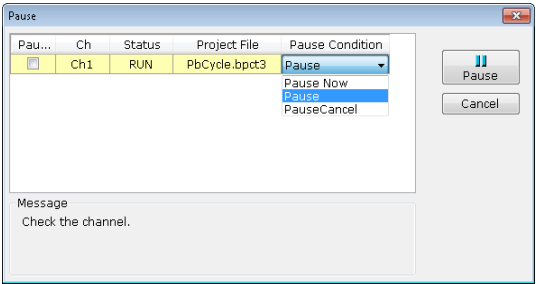 Pause
Pau... Ch Status Project File Pause Condition
Ch1 RUN PbCycle.bpct3 Pause
Pause Now
Pause
PauseCancel
Pause
Cancel
Message
Check the channel.